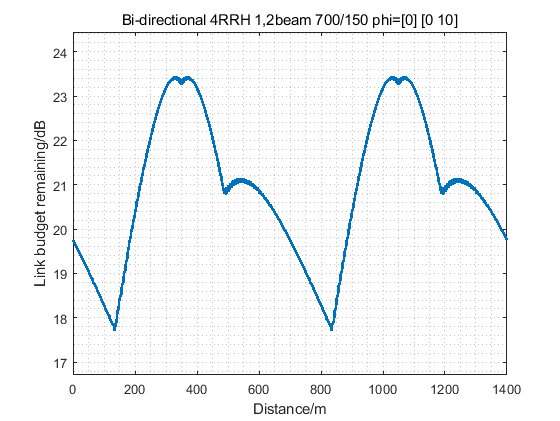 Bi-directional 4RRH 1,2beam 700/150 phi=[0] [0 10]
Link budget remaining/dB
24
23
22
21
20
19
18
17
0 200 400 600 800 1000 1200 1400
Distance/m